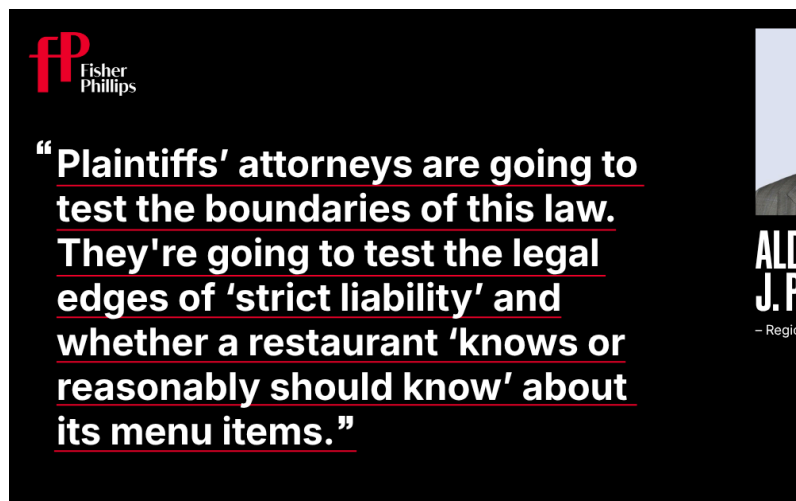 Fisher
Phillips
“Plaintiffs’ attorneys are going to
test the boundaries of this law.
They're going to test the legal
edges of ‘strict liability’ and
whether a restaurant ‘knows or
reasonably should know’ about
its menu items.”
J.